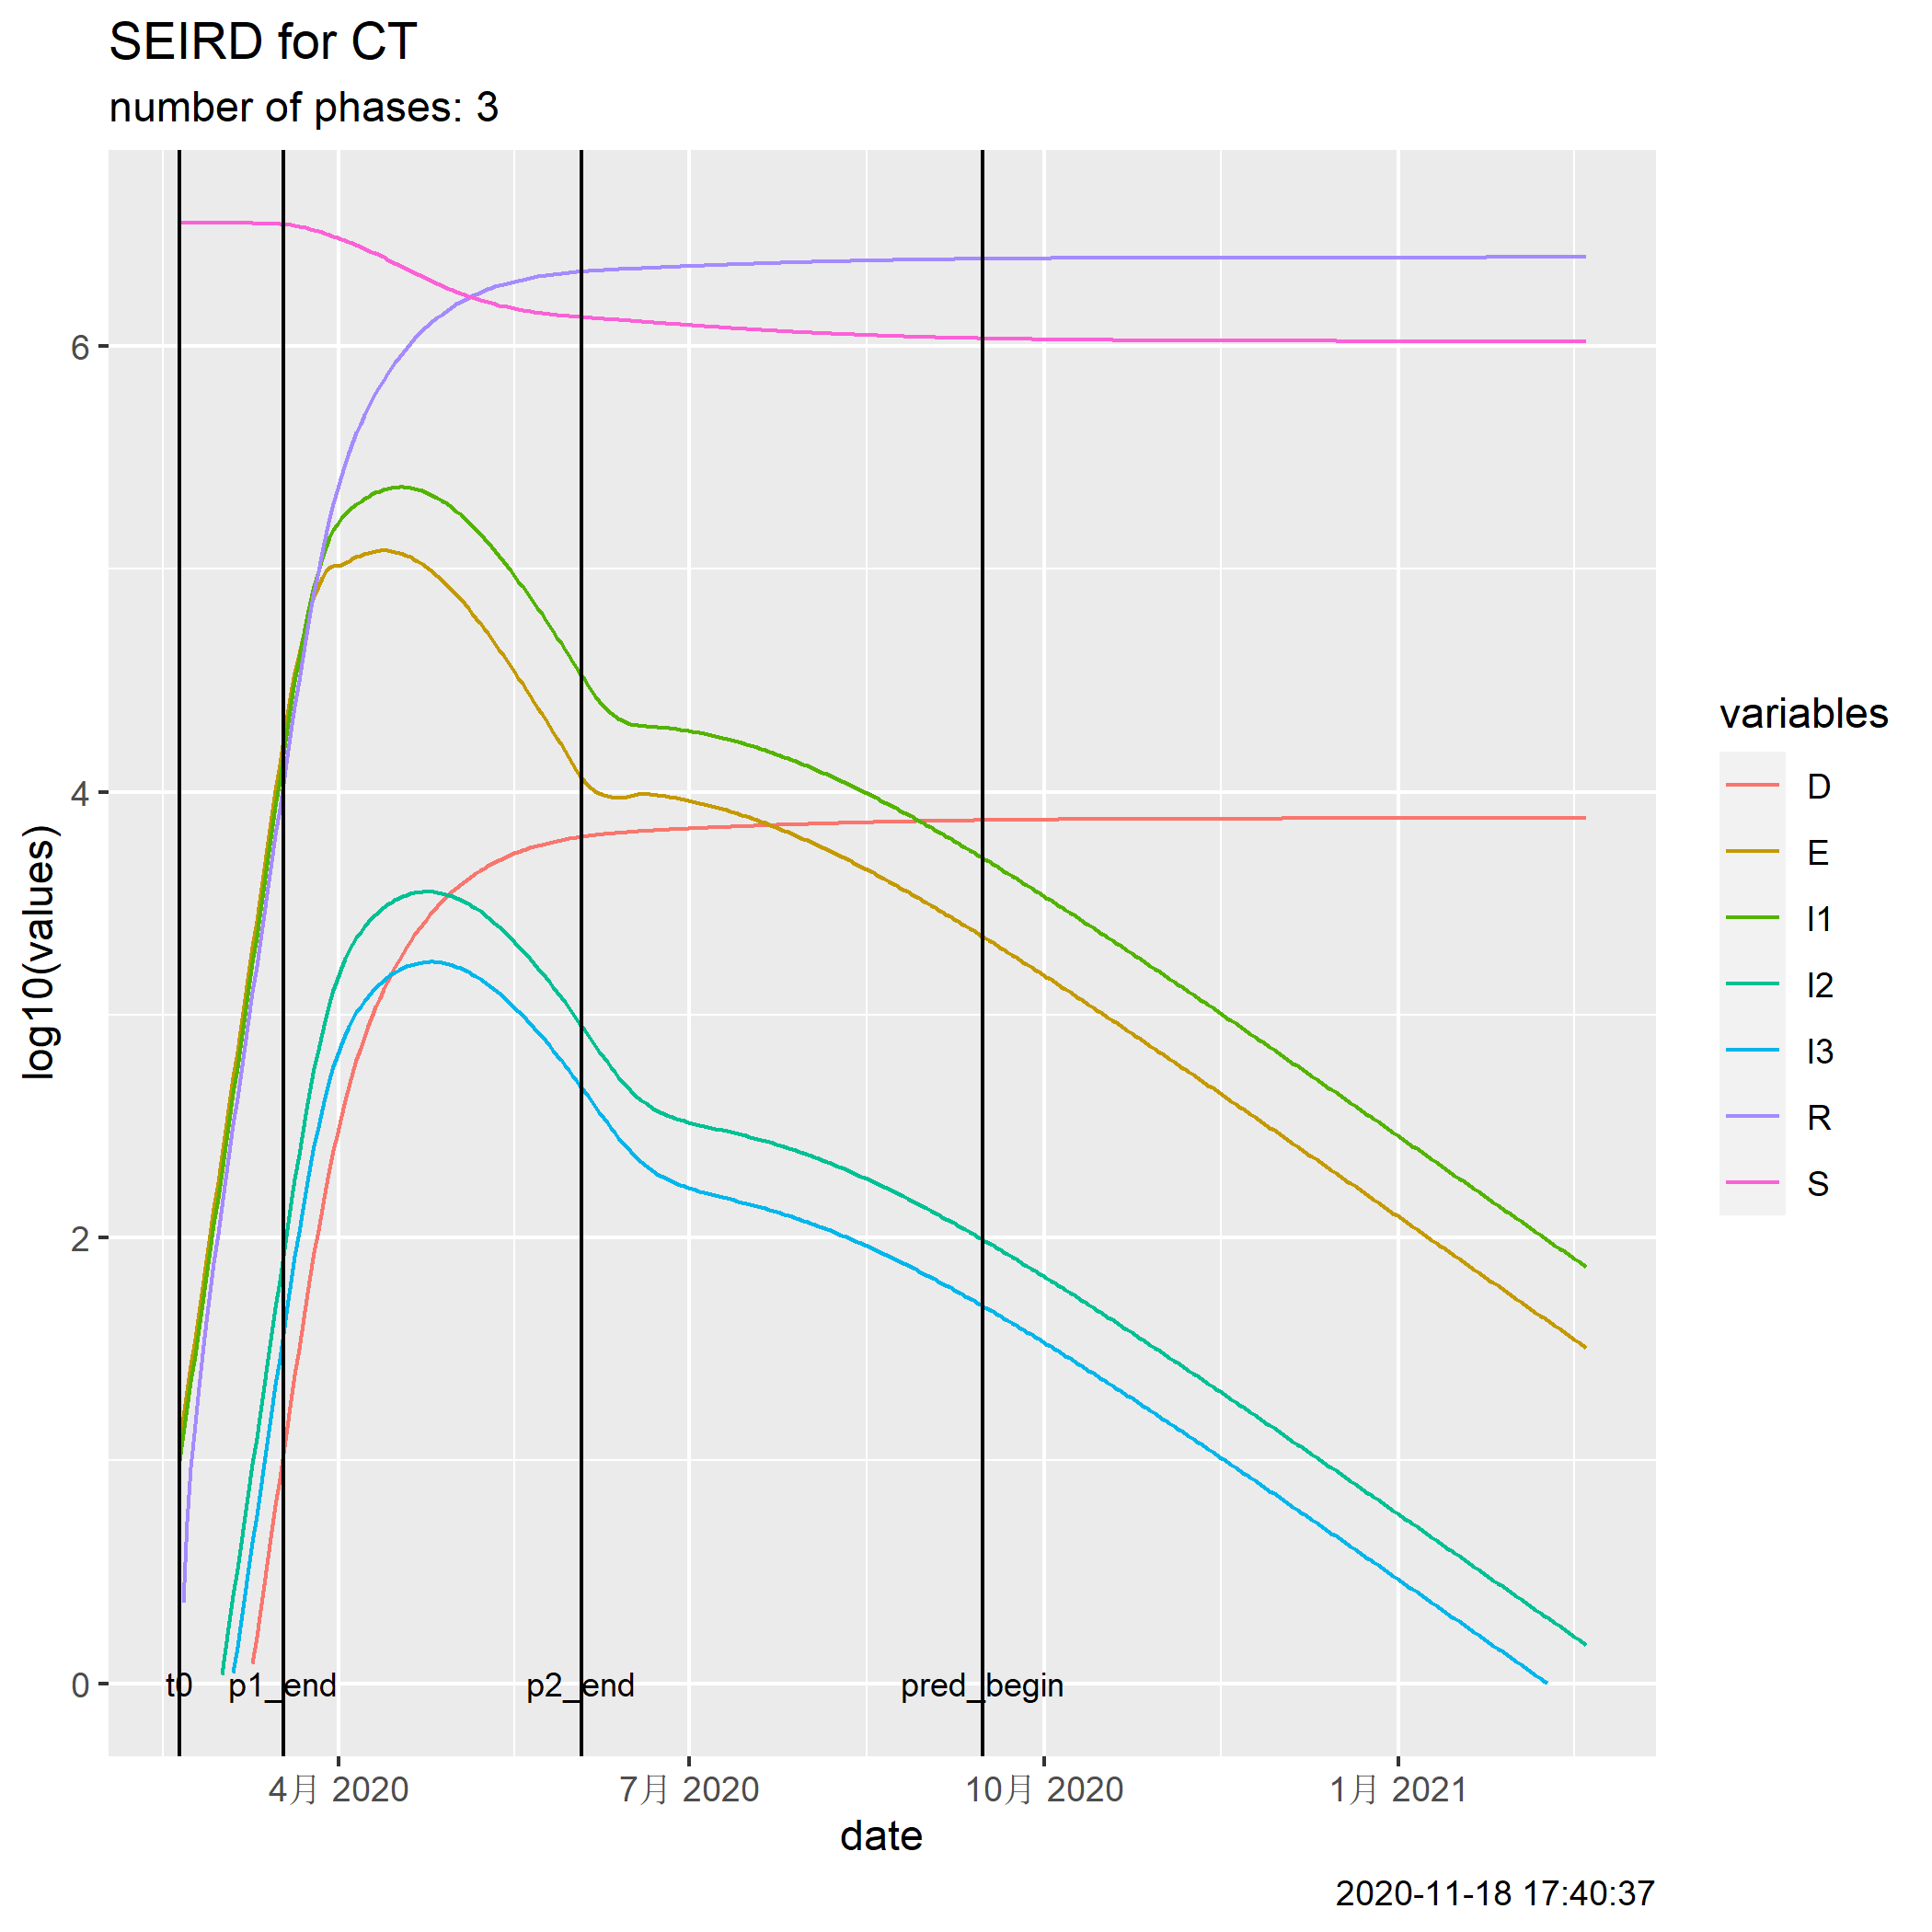 SEIRD for CT
number of phases: 3
log10(values)
6
4
2
0
t0
p1_end
p2_end
pred_begin
4月 2020
7月 2020
10月 2020
1月 2021
date
variables
D
E
I1
I2
I3
R
S
2020-11-18 17:40:37